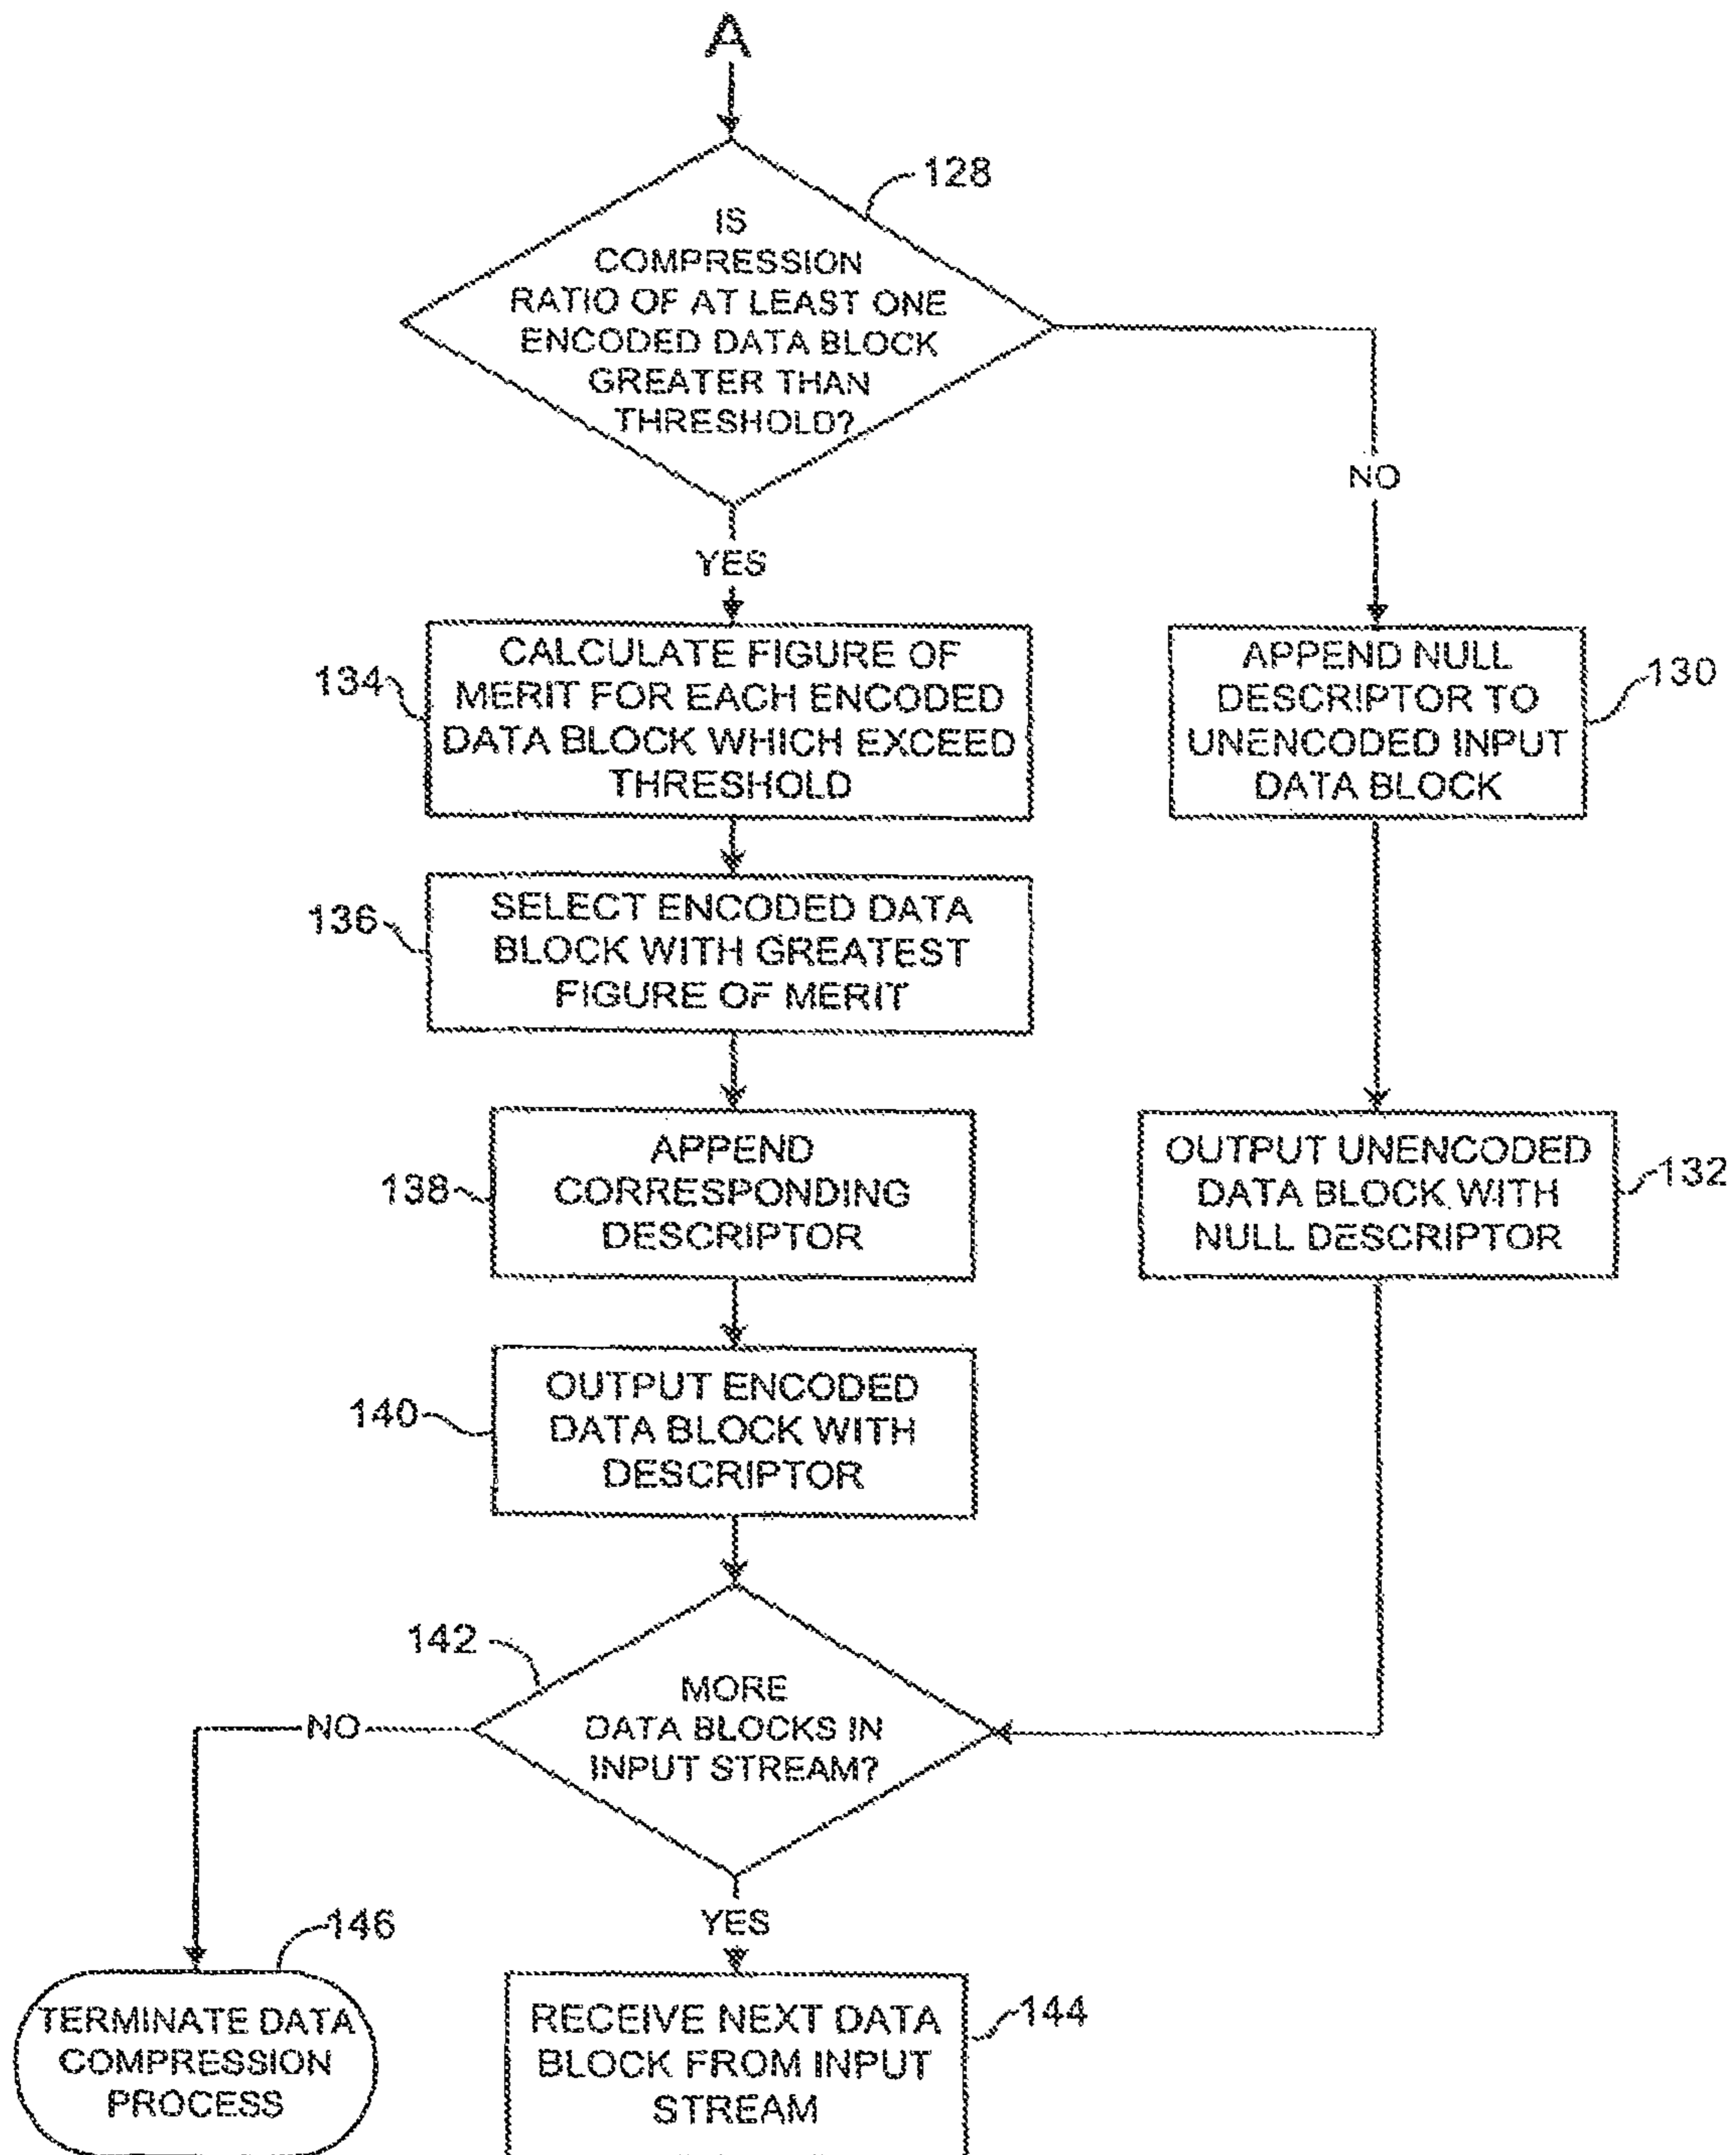 A
128
IS
COMPRESSION
RATIO OF AT LEAST ONE
ENCODED DATA BLOCK
GREATER THAN
THRESHOLD?
NO
YES
134
CALCULATE FIGURE OF
MERIT FOR EACH ENCODED
DATA BLOCK WHICH EXCEED
THRESHOLD
APPEND NULL
DESCRIPTOR TO
UNENCODED INPUT
DATA BLOCK
130
136
SELECT ENCODED DATA
BLOCK WITH GREATEST
FIGURE OF MERIT
138
APPEND
CORRESPONDING
DESCRIPTOR
OUTPUT UNENCODED
DATA BLOCK WITH
NULL DESCRIPTOR
132
140
OUTPUT ENCODED
DATA BLOCK WITH
DESCRIPTOR
142
MORE
DATA BLOCKS IN
INPUT STREAM?
NO
YES
146
TERMINATE DATA
COMPRESSION
PROCESS
RECEIVE NEXT DATA
BLOCK FROM INPUT
STREAM
144